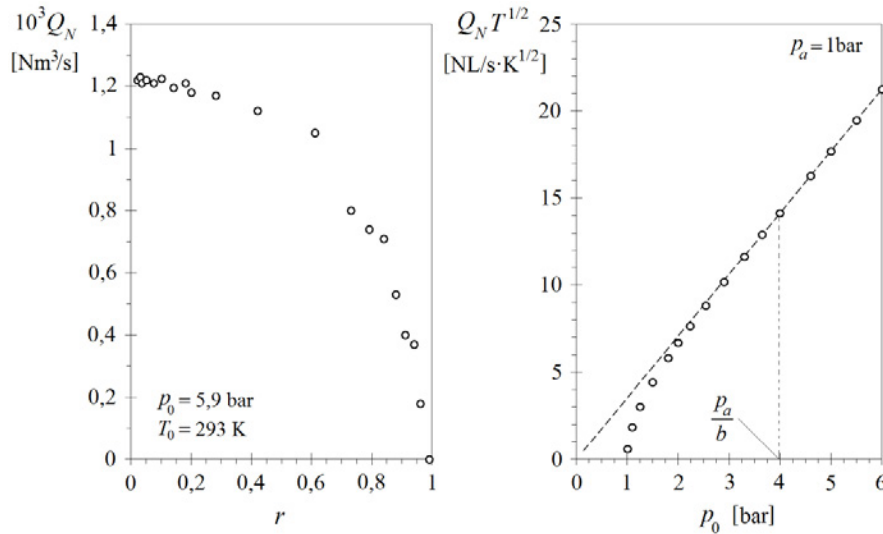 10³Q_N
[Nm³/s]
1,4
1,2
1
0,8
0,6
0,4
0,2
0
p₀ = 5,9 bar
T₀ = 293 K
0 0,2 0,4 0,6 0,8 1
r
Q_N T^{1/2}
[NL/s·K^{1/2}]
25
20
15
10
5
0
pₐ = 1bar
pₐ/b
0 1 2 3 4 5 6
p₀ [bar]